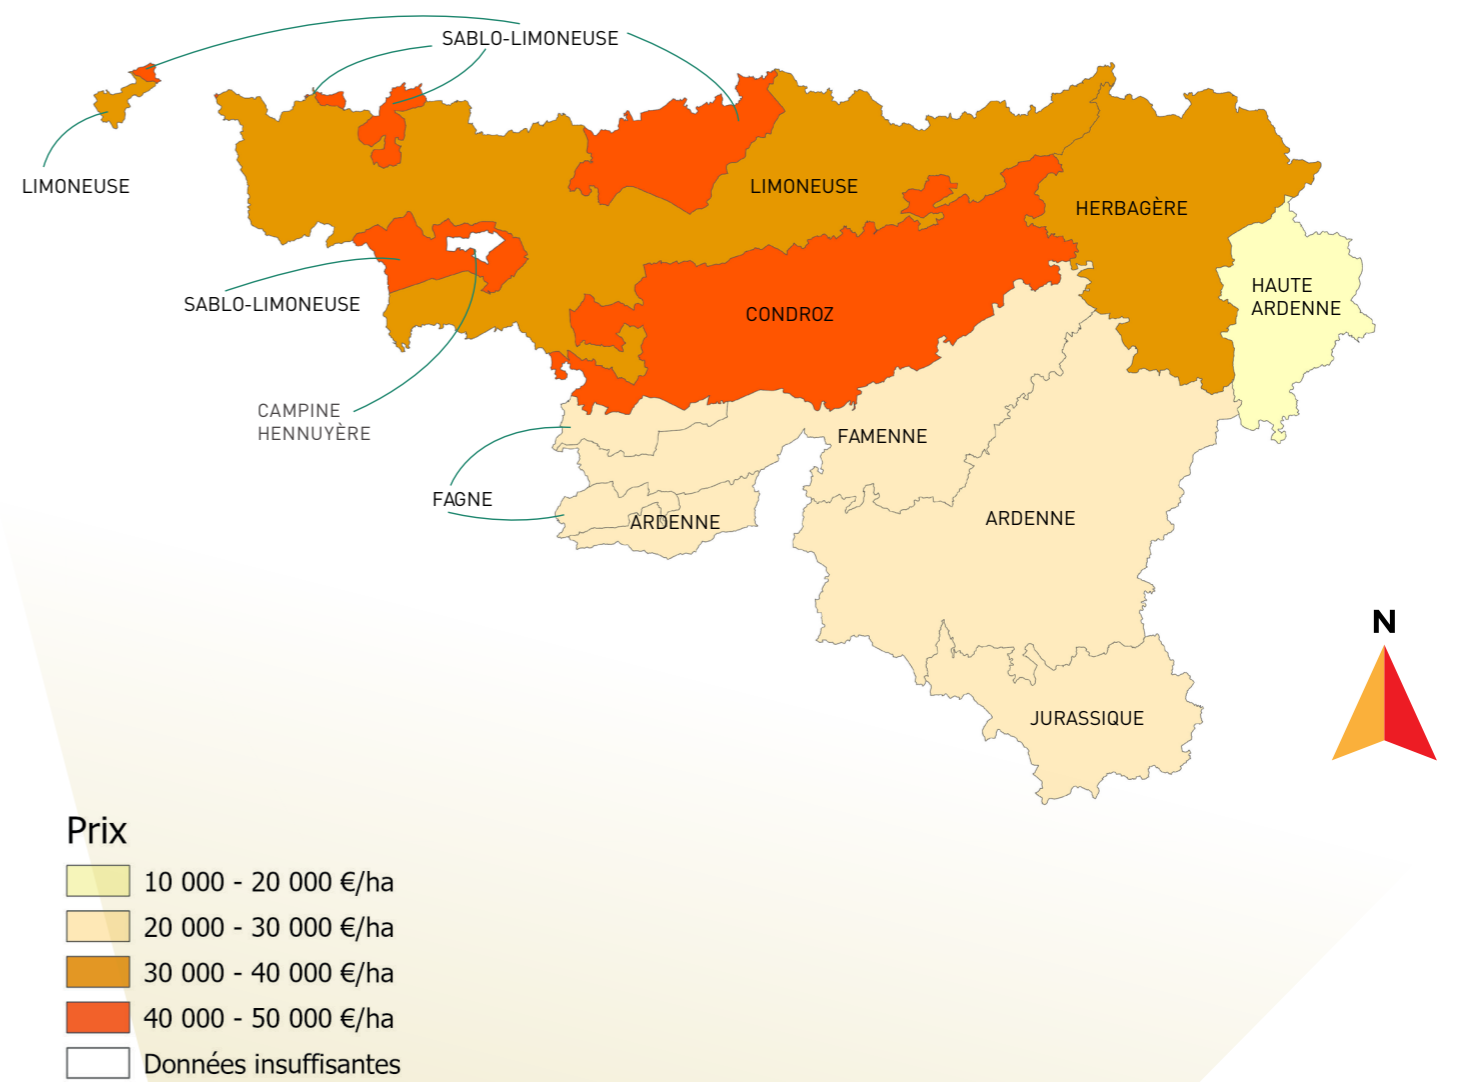 SABLO-LIMONEUSE
LIMONEUSE
LIMONEUSE
HERBAGÈRE
HAUTE
ARDENNE
SABLO-LIMONEUSE
CONDROZ
CAMPINE
HENNUYÈRE
FAMENNE
FAGNE
ARDENNE
ARDENNE
N
JURASSIQUE
Prix
10 000 - 20 000 €/ha
20 000 - 30 000 €/ha
30 000 - 40 000 €/ha
40 000 - 50 000 €/ha
Données insuffisantes